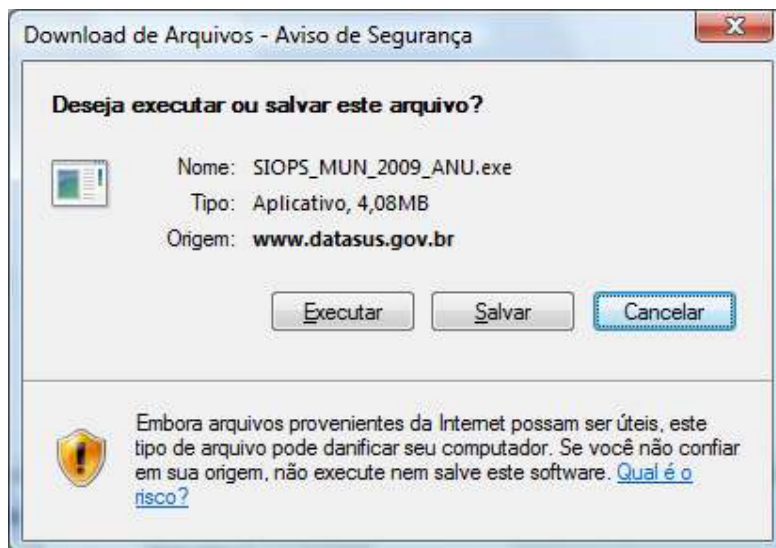 Download de Arquivos - Aviso de Segurança
Deseja executar ou salvar este arquivo?
Nome: SIOPS_MUN_2009_ANU.exe
Tipo: Aplicativo, 4,08MB
Origem: www.datasus.gov.br
Executar Salvar Cancelar
Embora arquivos provenientes da Internet possam ser úteis, este
tipo de arquivo pode danificar seu computador. Se você não confiar
em sua origem, não execute nem salve este software. Qual é o
risco?